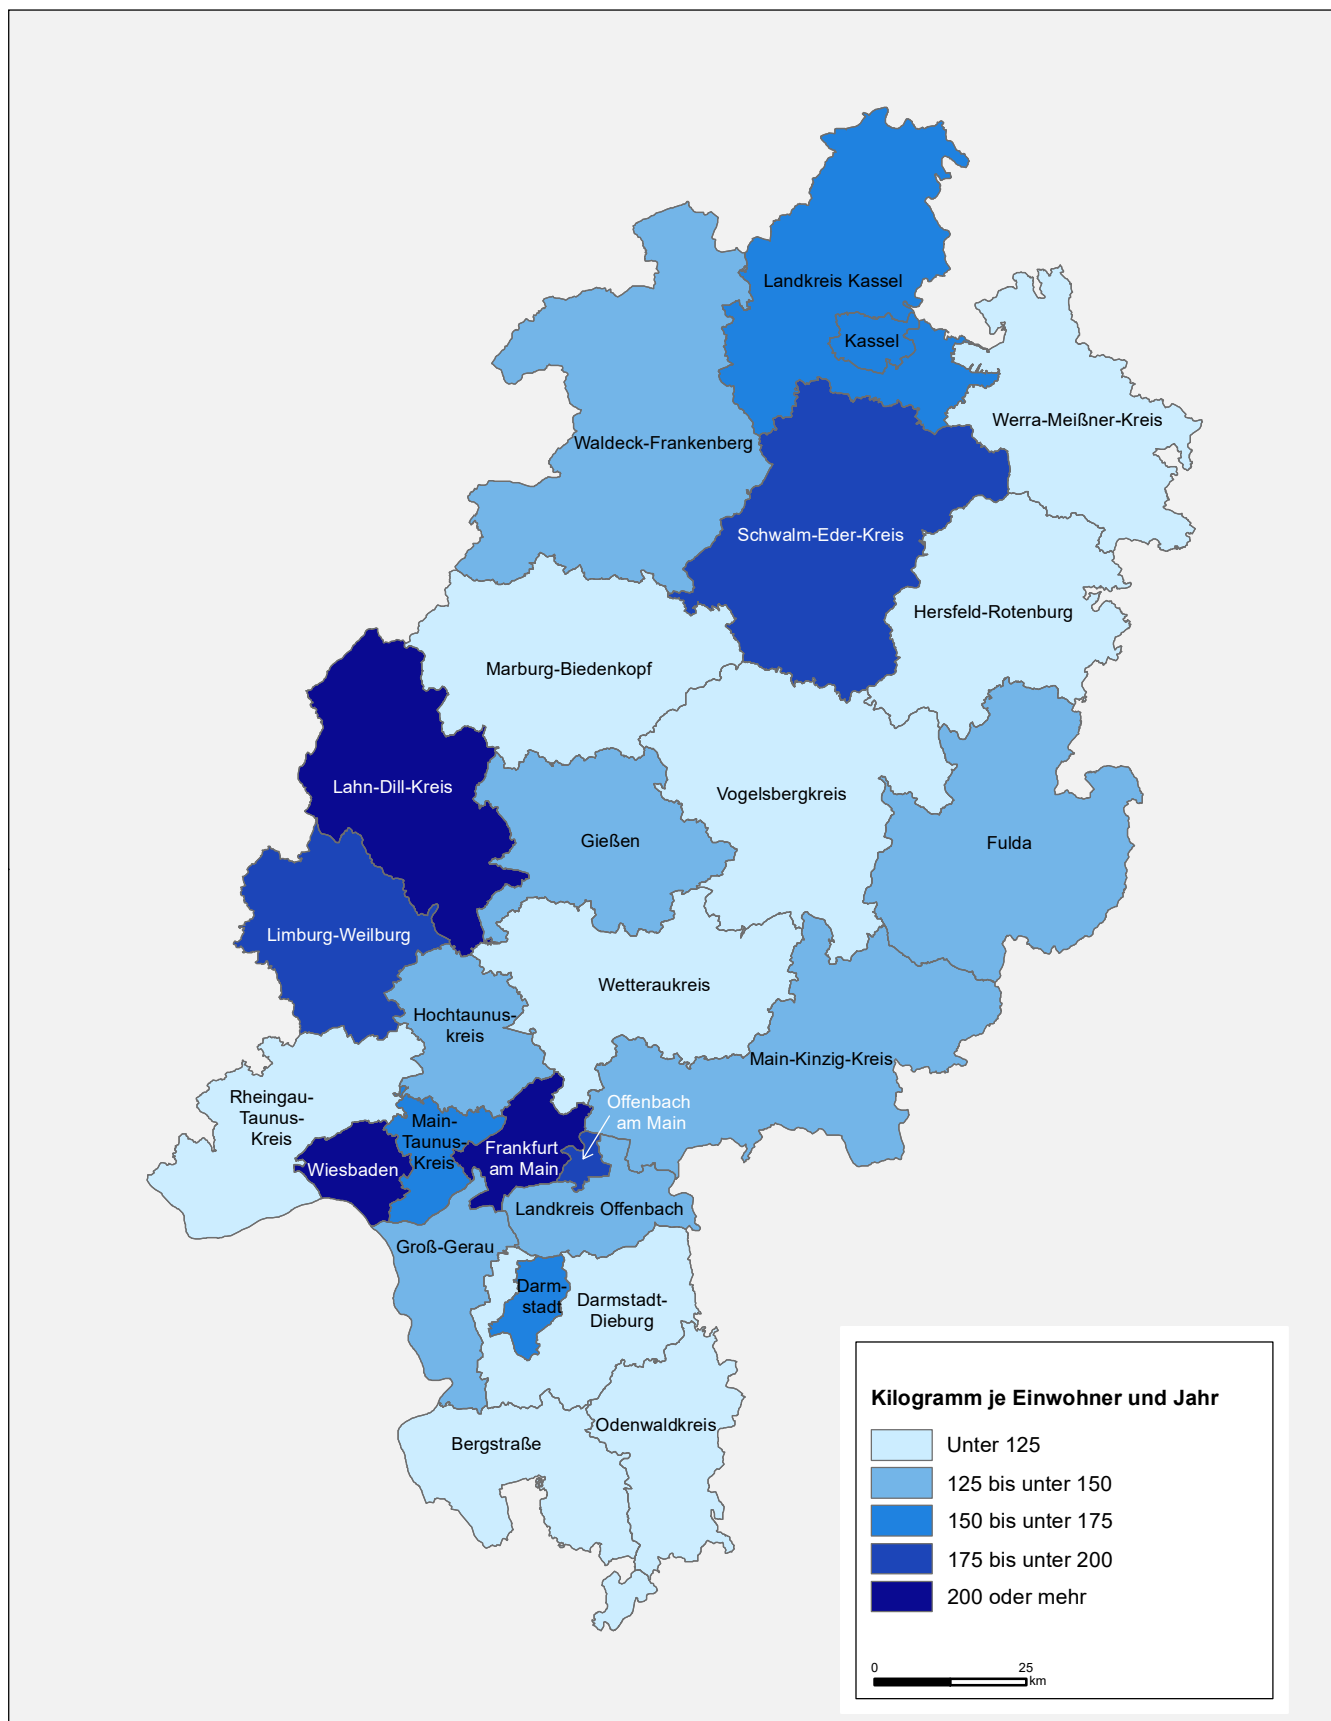 Landkreis Kassel
Kassel
Werra-Meißner-Kreis
Waldeck-Frankenberg
Schwalm-Eder-Kreis
Hersfeld-Rotenburg
Marburg-Biedenkopf
Lahn-Dill-Kreis
Vogelsbergkreis
Gießen
Fulda
Limburg-Weilburg
Wetteraukreis
Hochtaunus-
kreis
Main-Kinzig-Kreis
Rheingau-
Taunus-
Kreis
Offenbach
am Main
Main-
Taunus-
Kreis
Frankfurt
am Main
Wiesbaden
Landkreis Offenbach
Groß-Gerau
Darm-
stadt
Darmstadt-
Dieburg
Odenwaldkreis
Bergstraße
Kilogramm je Einwohner und Jahr
Unter 125
125 bis unter 150
150 bis unter 175
175 bis unter 200
200 oder mehr
0 25
km